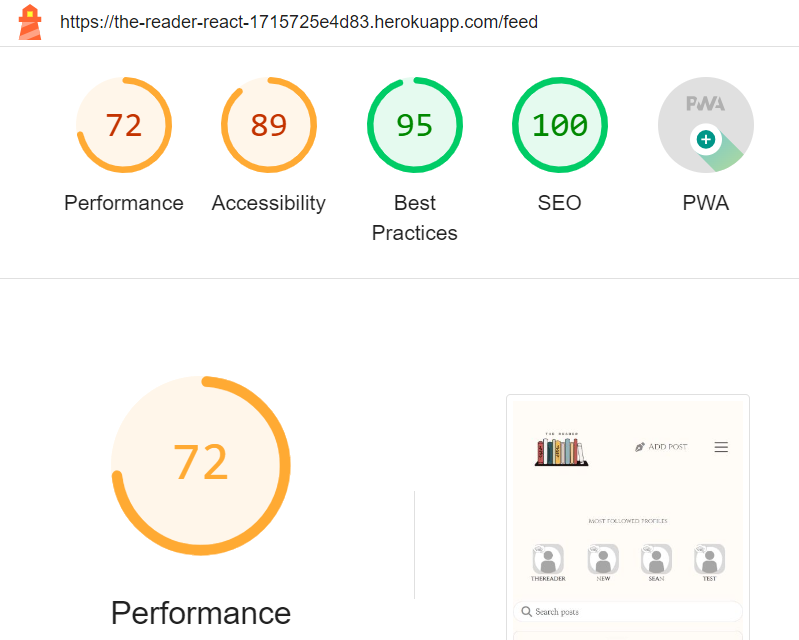 https://the-reader-react-1715725e4d83.herokuapp.com/feed
72
89
95
100
PWA
Performance
Accessibility
Best
Practices
SEO
PWA
72
Performance
THE READER
ADD POST
MOST FOLLOWED PROFILES
THEREADER
NEW
SEAN
TEST
Search posts